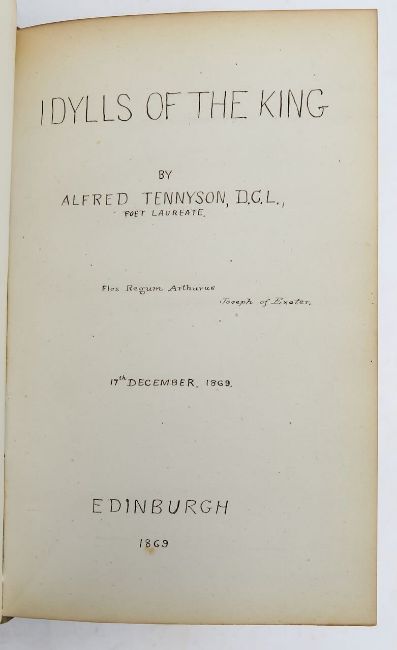 IDYLLS OF THE KING
BY
ALFRED TENNYSON, D.C.L.,
POET LAUREATE.
Flos Regum Arthurus
Joseph of Exeter.
17th DECEMBER, 1869.
EDINBURGH
1869